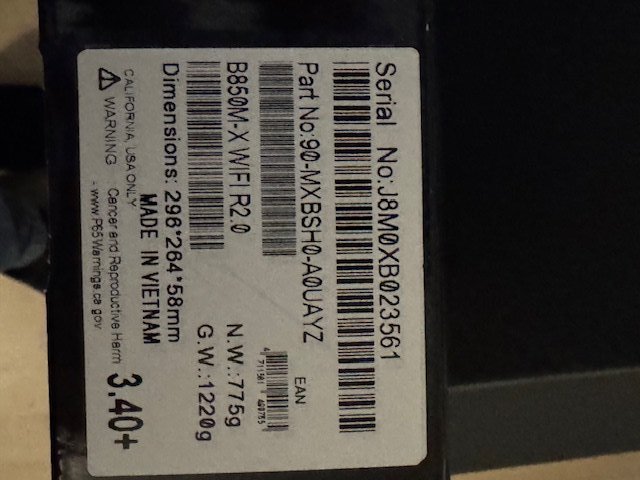 Serial No:J8M0XB023561
Part No:90-MXBSH0-A0UAYZ
EAN
B850M-X WIFI R2.0
N.W.:775g
G.W.:1220g
Dimensions: 296*264*58mm
MADE IN VIETNAM
3.40+
CALIFORNIA, USA ONLY
WARNING Cancer and Reproductive Harm
- www.P65Warnings.ca.gov